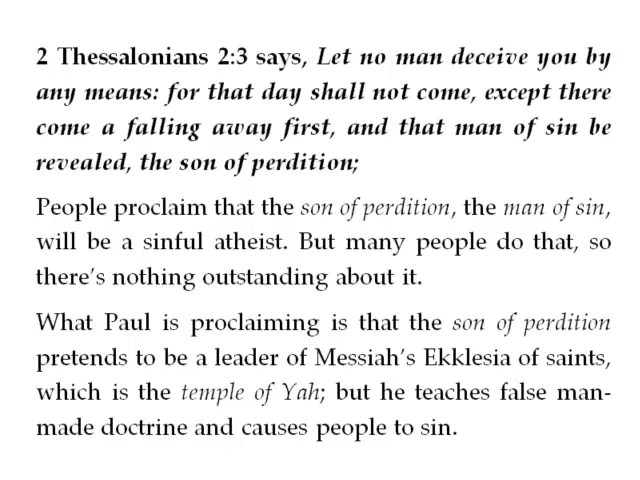 2 Thessalonians 2:3 says, Let no man deceive you by
any means: for that day shall not come, except there
come a falling away first, and that man of sin be
revealed, the son of perdition;
People proclaim that the son of perdition, the man of sin,
will be a sinful atheist. But many people do that, so
there’s nothing outstanding about it.
What Paul is proclaiming is that the son of perdition
pretends to be a leader of Messiah’s Ekklesia of saints,
which is the temple of Yah; but he teaches false man-
made doctrine and causes people to sin.